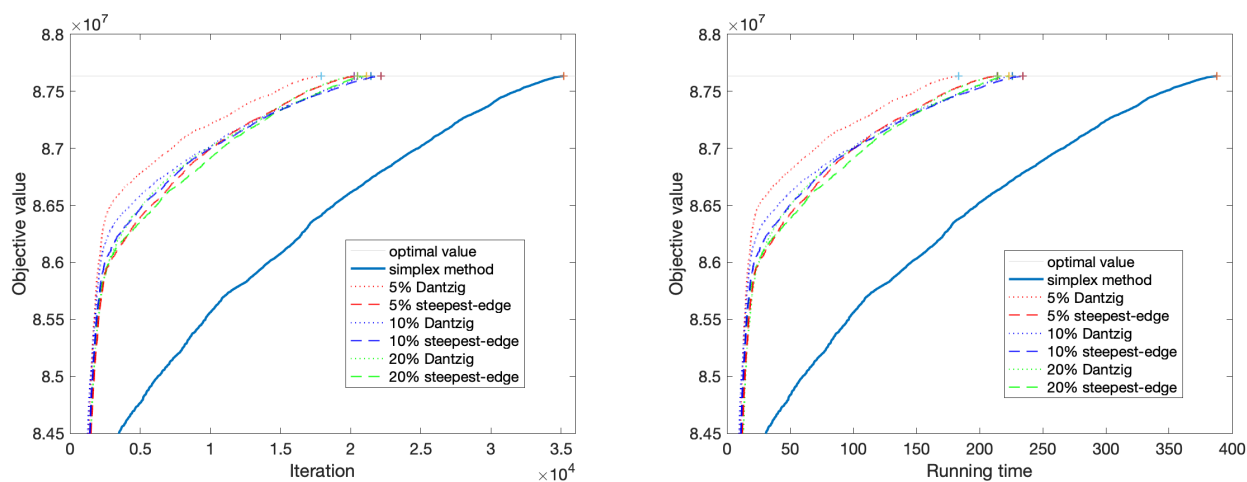 ×10^7
8.8
8.75
8.7
8.65
8.6
8.55
8.5
8.45
Objective value
0
0.5
1
1.5
2
2.5
3
3.5
Iteration
×10^4
optimal value
simplex method
5% Dantzig
5% steepest-edge
10% Dantzig
10% steepest-edge
20% Dantzig
20% steepest-edge
×10^7
8.8
8.75
8.7
8.65
8.6
8.55
8.5
8.45
Objective value
0
50
100
150
200
250
300
350
400
Running time
optimal value
simplex method
5% Dantzig
5% steepest-edge
10% Dantzig
10% steepest-edge
20% Dantzig
20% steepest-edge